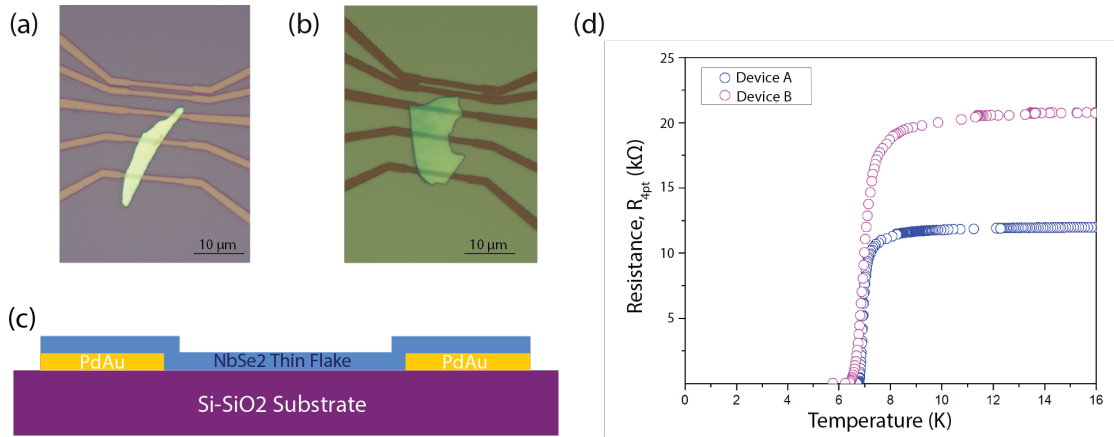 (a)
(b)
(d)
10 µm
10 µm
(c)
PdAu
NbSe2 Thin Flake
PdAu
Si-SiO2 Substrate
25
20
15
10
5
Resistance, R4pt (kΩ)
Device A
Device B
0
2
4
6
8
10
12
14
16
Temperature (K)